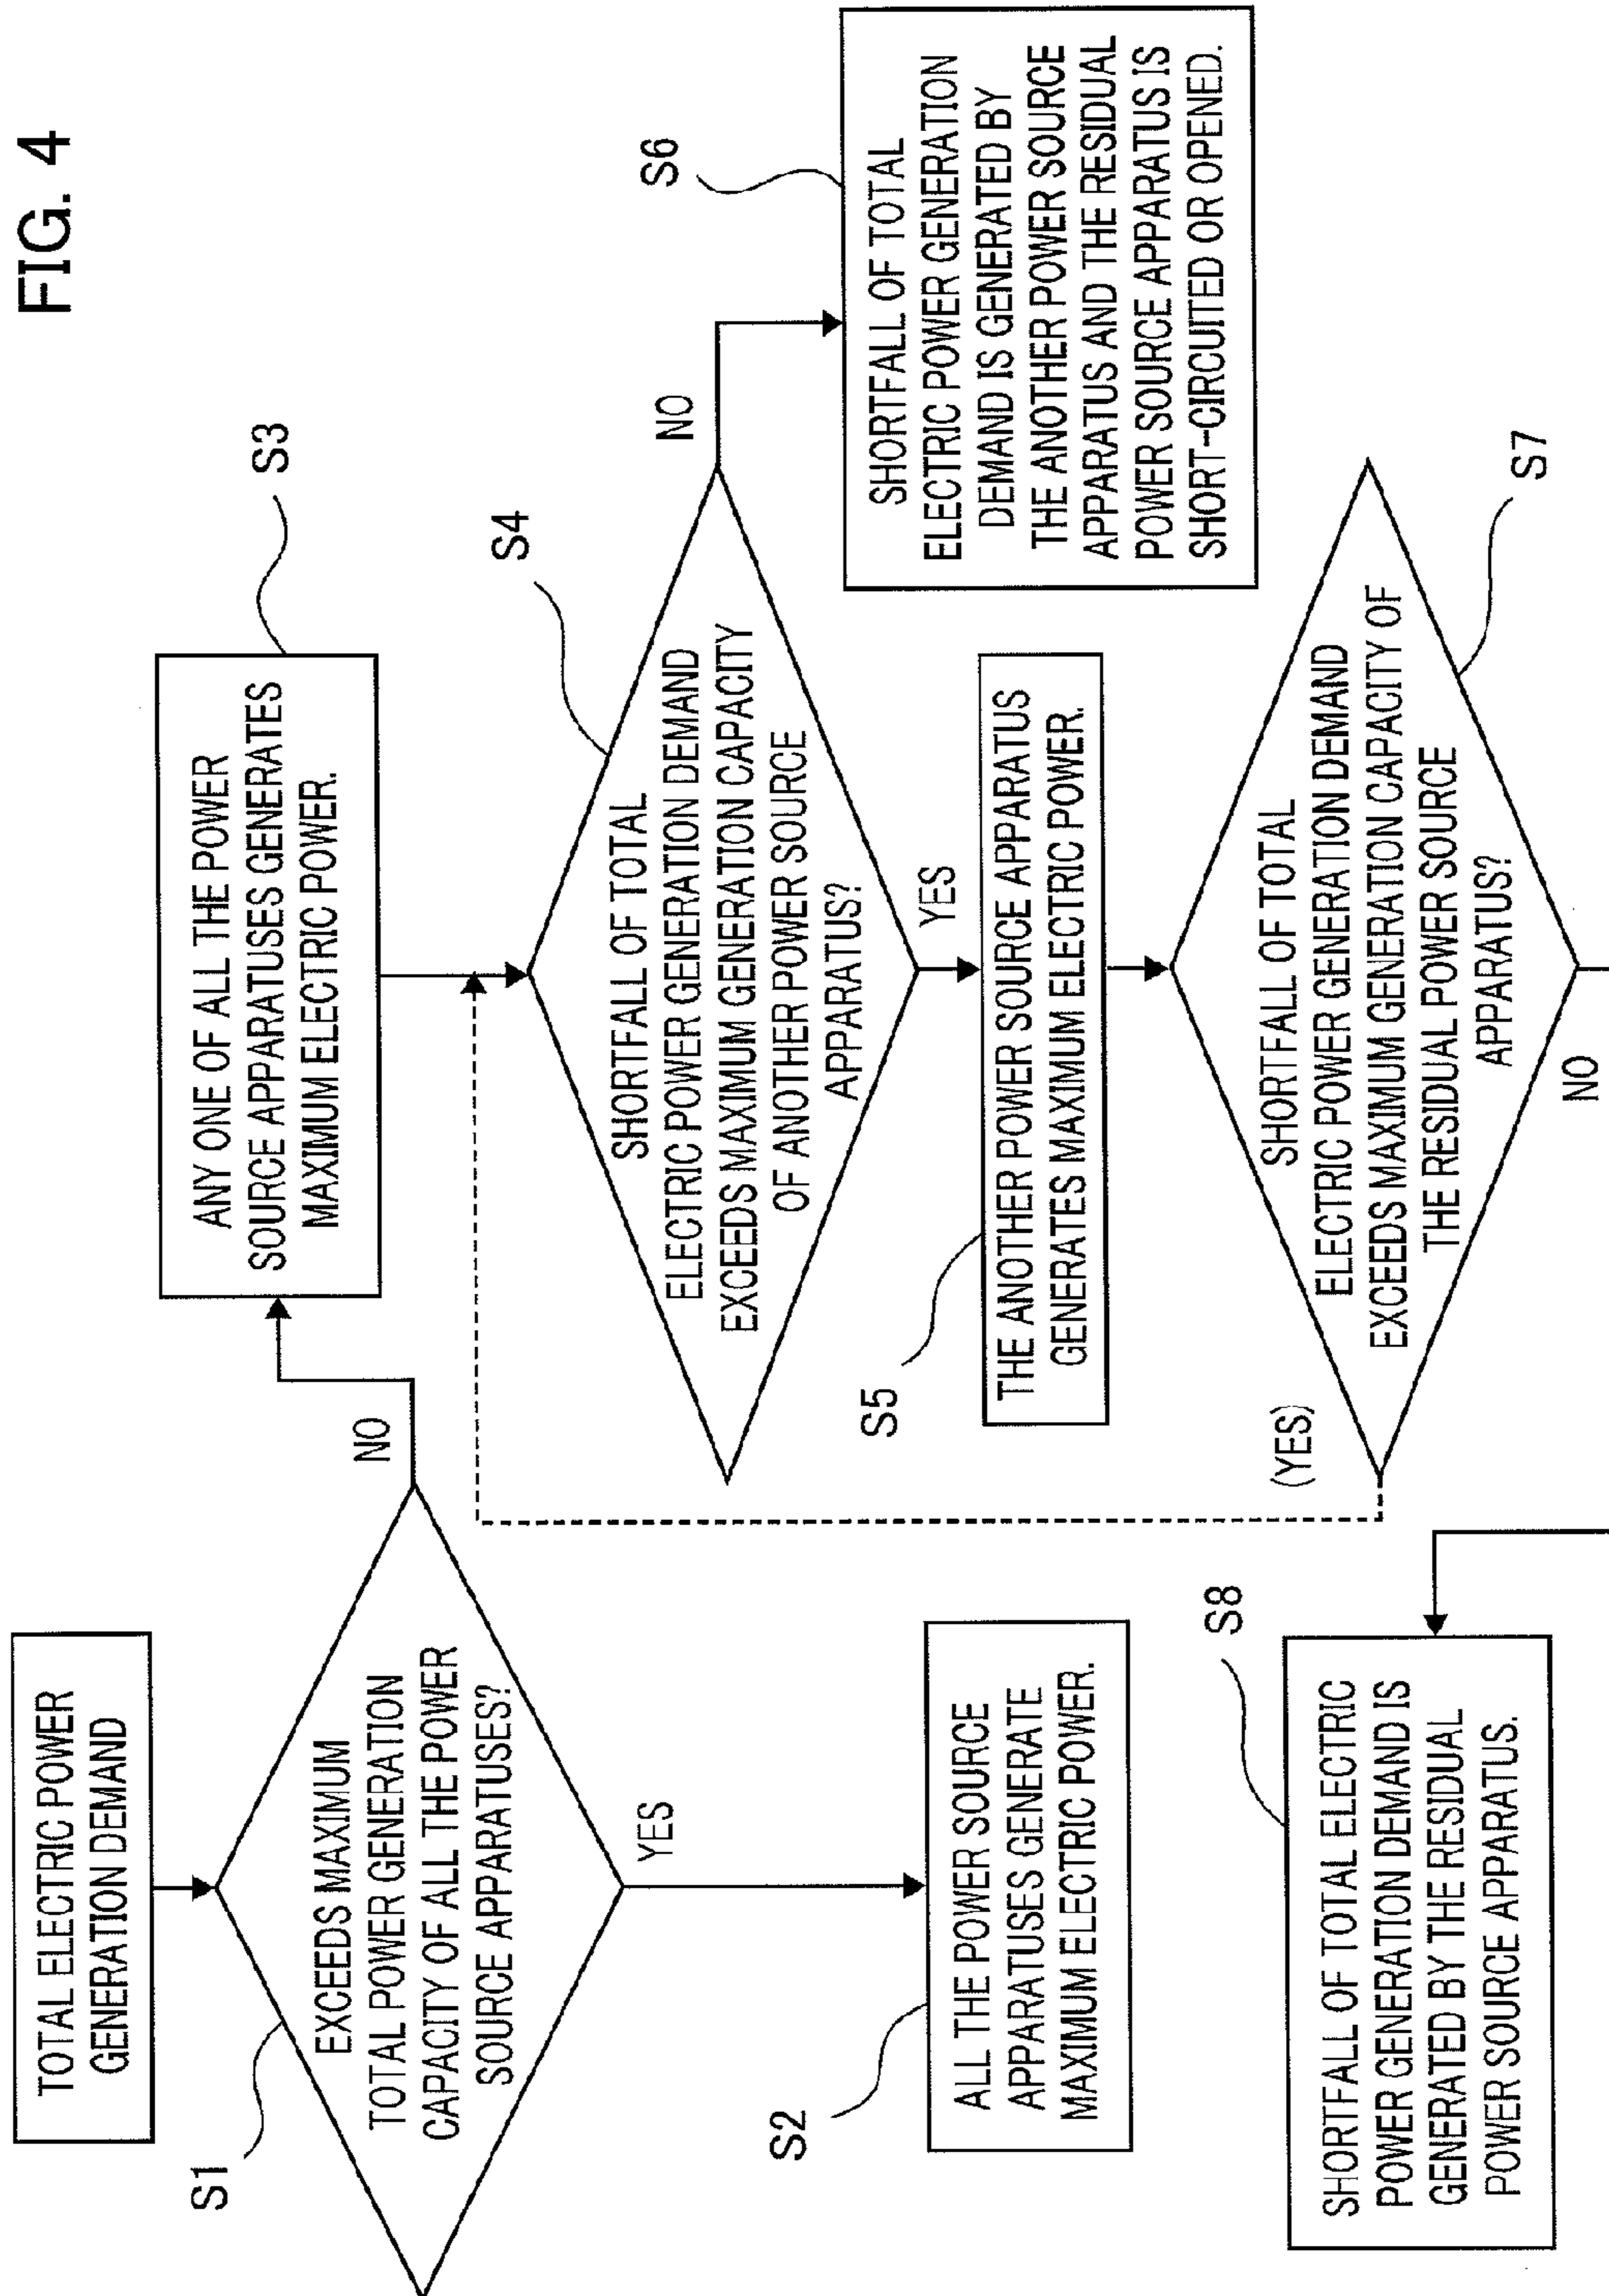 FIG. 4
TOTAL ELECTRIC POWER
GENERATION DEMAND
S1
EXCEEDS MAXIMUM
TOTAL POWER GENERATION
CAPACITY OF ALL THE POWER
SOURCE APPARATUSES?
NO
YES
S2
ALL THE POWER SOURCE
APPARATUSES GENERATE
MAXIMUM ELECTRIC POWER.
S3
ANY ONE OF ALL THE POWER
SOURCE APPARATUSES GENERATES
MAXIMUM ELECTRIC POWER.
S4
SHORTFALL OF TOTAL
ELECTRIC POWER GENERATION DEMAND
EXCEEDS MAXIMUM GENERATION CAPACITY
OF ANOTHER POWER SOURCE
APPARATUS?
NO
YES
S5
THE ANOTHER POWER SOURCE APPARATUS
GENERATES MAXIMUM ELECTRIC POWER.
S6
SHORTFALL OF TOTAL
ELECTRIC POWER GENERATION
DEMAND IS GENERATED BY
THE ANOTHER POWER SOURCE
APPARATUS AND THE RESIDUAL
POWER SOURCE APPARATUS IS
SHORT-CIRCUITED OR OPENED.
S7
SHORTFALL OF TOTAL
ELECTRIC POWER GENERATION DEMAND
EXCEEDS MAXIMUM GENERATION CAPACITY OF
THE RESIDUAL POWER SOURCE
APPARATUS?
(YES)
NO
S8
SHORTFALL OF TOTAL ELECTRIC
POWER GENERATION DEMAND IS
GENERATED BY THE RESIDUAL
POWER SOURCE APPARATUS.